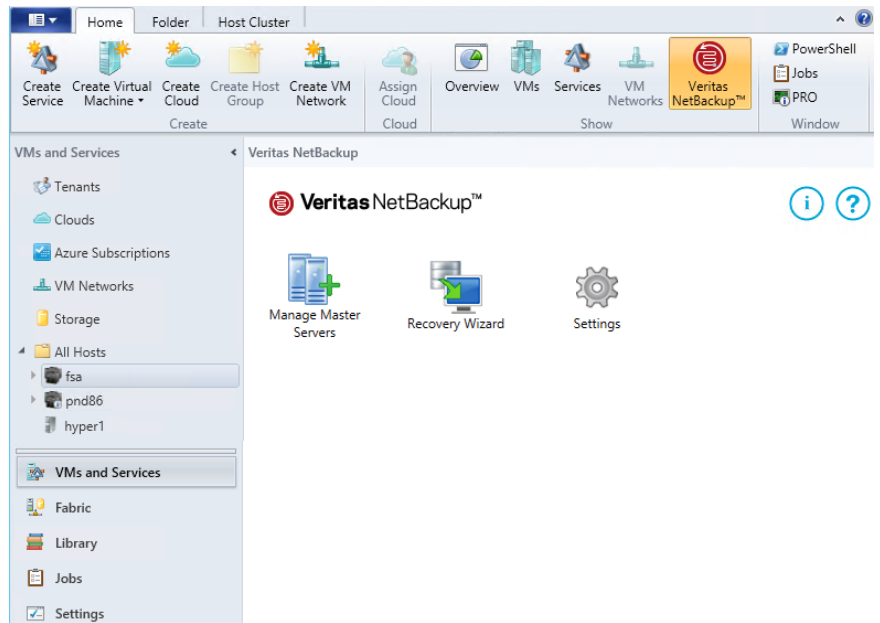 Home Folder Host Cluster
Create Service
Create Virtual Machine
Create Cloud
Create Host Group
Create VM Network
Assign Cloud
Overview
VMs
Services
VM Networks
Veritas NetBackup™
PowerShell
Jobs
PRO
Create Cloud Show Window
VMs and Services
Veritas NetBackup
Tenants
Clouds
Azure Subscriptions
VM Networks
Storage
All Hosts
fsa
pnd86
hyper1
VMs and Services
Fabric
Library
Jobs
Settings
Veritas NetBackup™
i ?
Manage Master
Servers
Recovery Wizard
Settings